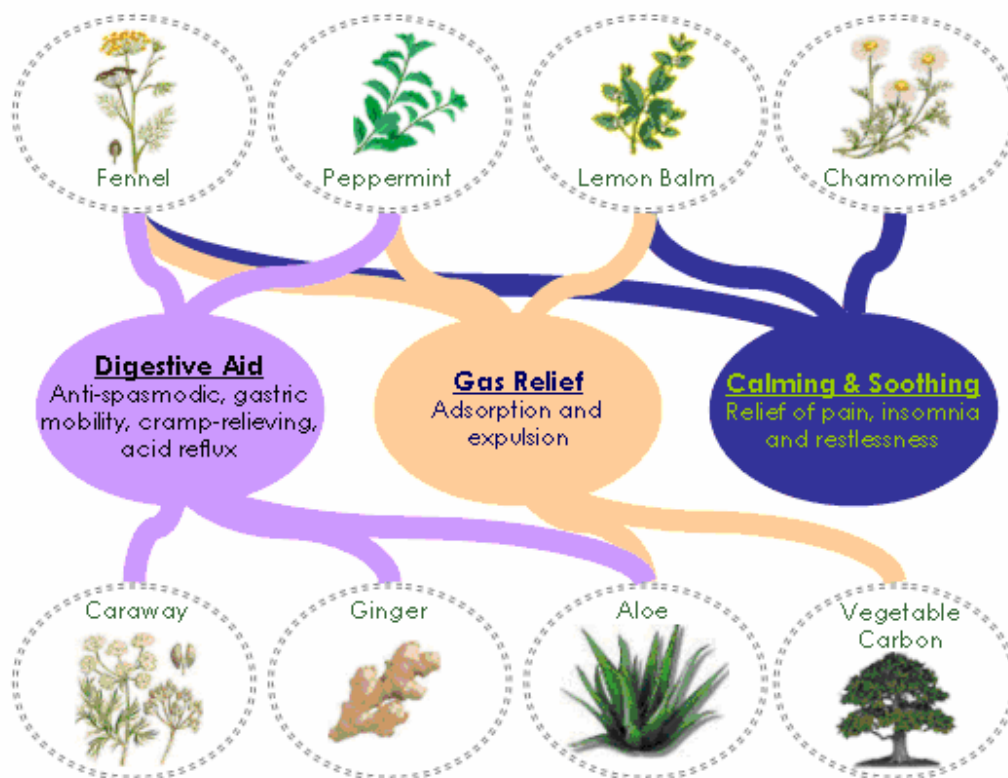 Fennel
Peppermint
Lemon Balm
Chamomile
Digestive Aid
Anti-spasmodic, gastric
mobility, cramp-relieving,
acid reflux
Gas Relief
Adsorption and
expulsion
Calming & Soothing
Relief of pain, insomnia
and restlessness
Caraway
Ginger
Aloe
Vegetable
Carbon